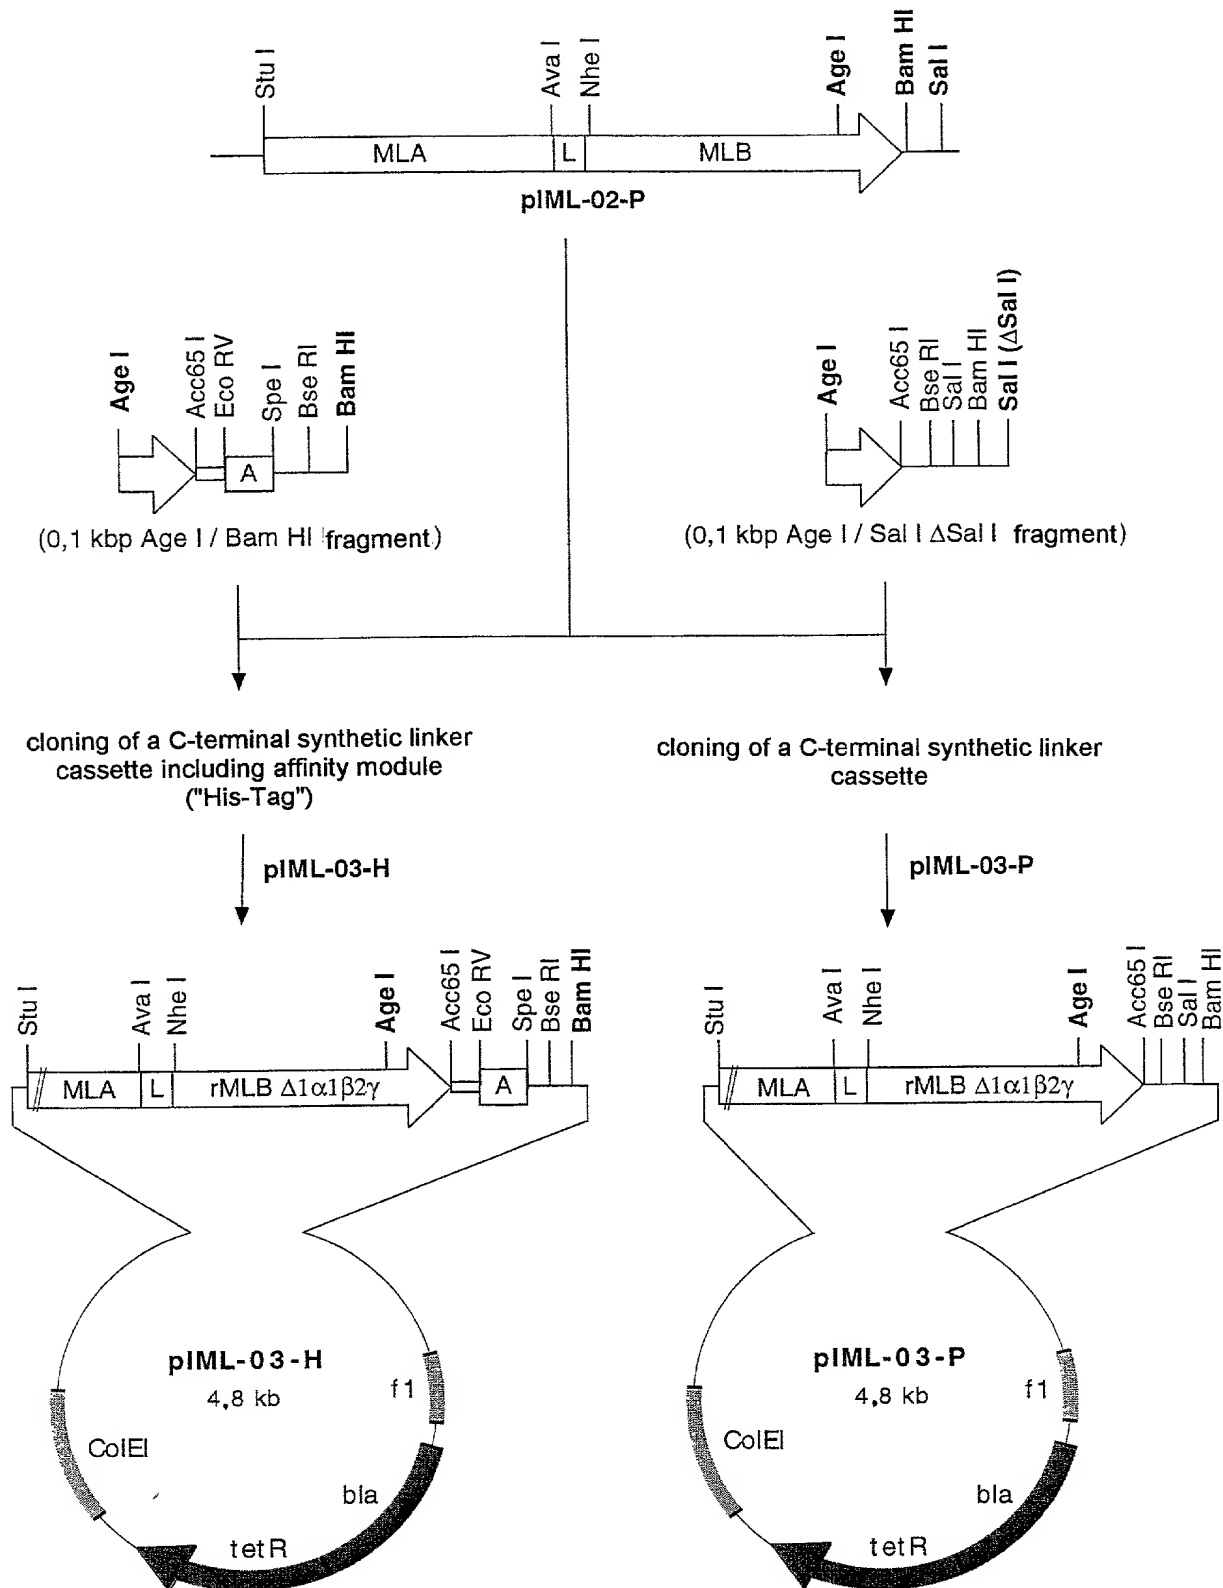 Stu I
Ava I
Nhe I
Age I
Bam HI
Sal I
MLA
L
MLB
pIML-02-P
Age I
Acc65 I
Eco RV
Spe I
Bse RI
Bam HI
A
(0,1 kbp Age I / Bam HI fragment)
Age I
Acc65 I
Bse RI
Sal I
Bam HI
Sal I (ΔSal I)
(0,1 kbp Age I / Sal I ΔSal I fragment)
cloning of a C-terminal synthetic linker
cassette including affinity module
("His-Tag")
cloning of a C-terminal synthetic linker
cassette
pIML-03-H
pIML-03-P
Stu I
Ava I
Nhe I
Age I
Acc65 I
Eco RV
Spe I
Bse RI
Bam HI
MLA
L
rMLB Δ1α1β2γ
A
Stu I
Ava I
Nhe I
Age I
Acc65 I
Bse RI
Sal I
Bam HI
MLA
L
rMLB Δ1α1β2γ
pIML-03-H
4,8 kb
f1
ColEI
bla
tetR
pIML-03-P
4,8 kb
f1
ColEI
bla
tetR